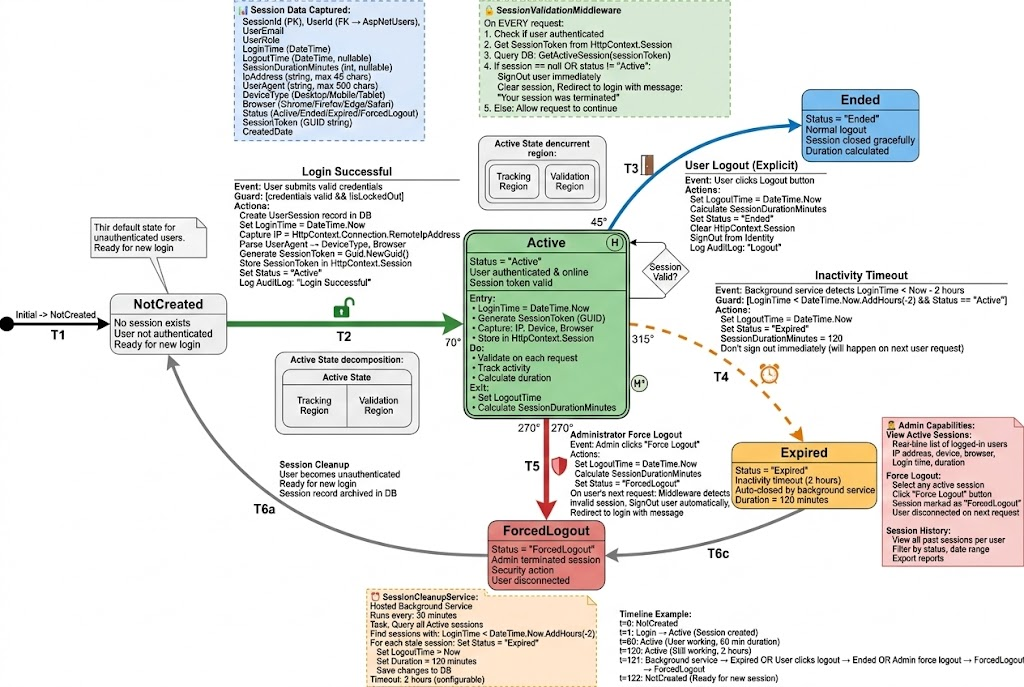 📊 Session Data Captured:
SessionId (PK), UserId (FK → AspNetUsers),
UserEmail
UserRole
LoginTime (DateTime)
LogoutTime (DateTime, nullable)
SessionDurationMinutes (int, nullable)
IpAddress (string, max 45 chars)
UserAgent (string, max 500 chars)
DeviceType (Desktop/Mobile/Tablet)
Browser (Shrome/Firefov/Edge/Safari)
Status (Active/Ended/Expired/ForcedLogout)
SessionToken (GUID string)
CreatedDate
🔒 SessionValidationMiddleware
On EVERY request:
1. Check if user authenticated
2. Get SessionToken from HttpContext.Session
3. Query DB: GetActiveSession(sessionToken)
4. If session == null OR status != "Active":
SignOut user immediately
Clear session, Redirect to login with message:
"Your session was terminated"
5. Else: Allow request to continue
Ended
Status = "Ended"
Normal logout
Session closed gracefully
Duration calculated
Active State dencurrent
region:
Tracking
Region
Validation
Region
T3
User Logout (Explicit)
Event: User clicks Logout button
Actions:
Set LogoutTime = DateTime.Now
Calculate SessionDurationMinutes
Set Status = "Ended"
Clear HttpContext.Session
SignOut from Identity
Log AuditLog: "Logout"
Login Successful
Event: User submits valid credentials
Guard: [credentials valid && !isLockedOut]
Actiona:
Create UserSession record in DB
Set LoginTime = DateTime.Now
Capture IP = HttpContext.Connection.RemoteIpAddress
Parse UserAgent → DeviceType, Browser
Generate SessionToken = Guid.NewGuid()
Store SessionToken in HttpContext.Session
Set Status = "Active"
Log AuditLog: "Login Successful"
Thir default state for
unauthenticated users.
Ready for new login
45°
Active
H
Status = "Active"
User authenticated & online
Session token valid
Entry:
• LoginTime = DateTime.Now
• Generate SessionToken (GUID)
• Capture: IP, Device, Browser
• Store in HttpContext.Session
Do:
• Validate on each request
• Track activity
• Calculate duration
Exit:
• Set LogoutTime
• Calculate SessionDurationMinutes
Session
Valid?
Inactivity Timeout
Event: Background service detects LoginTime < Now - 2 hours
Guard: [LoginTime < DateTime.Now.AddHours(-2) && Status == "Active"]
Actions:
Set LogoutTime = DateTime.Now
Set Status = "Expired"
SessionDurationMinutes = 120
Don't sign out immediately (will happen on next user request)
NotCreated
No session exists
User not authenticated
Ready for new login
Initial -> NotCreated
T1
T2
70°
315°
H*
T4
Active State decomposition:
Active State
Tracking
Region
Validation
Region
270°
270°
T5
Administrator Force Logout
Event: Admin clicks "Force Logout"
Actions:
Set LogoutTime = DateTime.Now
Calculate SessionDurationMinutes
Set Status = "ForcedLogout"
On user's next request: Middleware detects
invalid session, SignOut user automatically,
Redirect to login with message
Expired
Status = "Expired"
Inactivity timeout (2 hours)
Auto-closed by background service
Duration = 120 minutes
Admin Capabilities:
View Active Sessions:
Rear-hine list of logged-in users
IP address, device, browser,
Login time, duration
Force Logout:
Select any active session
Click "Force Logout" button
Session markad as "ForcedLogout"
User disconnected on next request
Session History:
View all past sessions per user
Filter by status, date range
Export reports
Session Cleanup
User becomes unauthenticated
Ready for new login
Session record archived in DB
T6a
ForcedLogout
Status = "ForcedLogout"
Admin terminated session
Security action
User disconnected
T6c
⏰ SessionCleanupService:
Hosted Background Service
Runs every: 30 minutes
Task, Query all Active sessions
Find sessions with: LoginTime < DateTime.Now.AddHours(-2)
For each stale session: Set Status = "Expired"
Set LogoutTime > Now
Set Duration = 120 minutes
Save changes to DB
Timeout: 2 hours (configurable)
Timeline Example:
t=0: NotCreated
t=1: Login → Active (Session created)
t=60: Active (User working, 60 min duration)
t=120: Active (Still working, 2 hours)
t=121: Background service → Expired OR User clicks logout → Ended OR Admin force logout → ForcedLogout
→ ForcedLogout
t=122: NotCreated (Ready for new session)